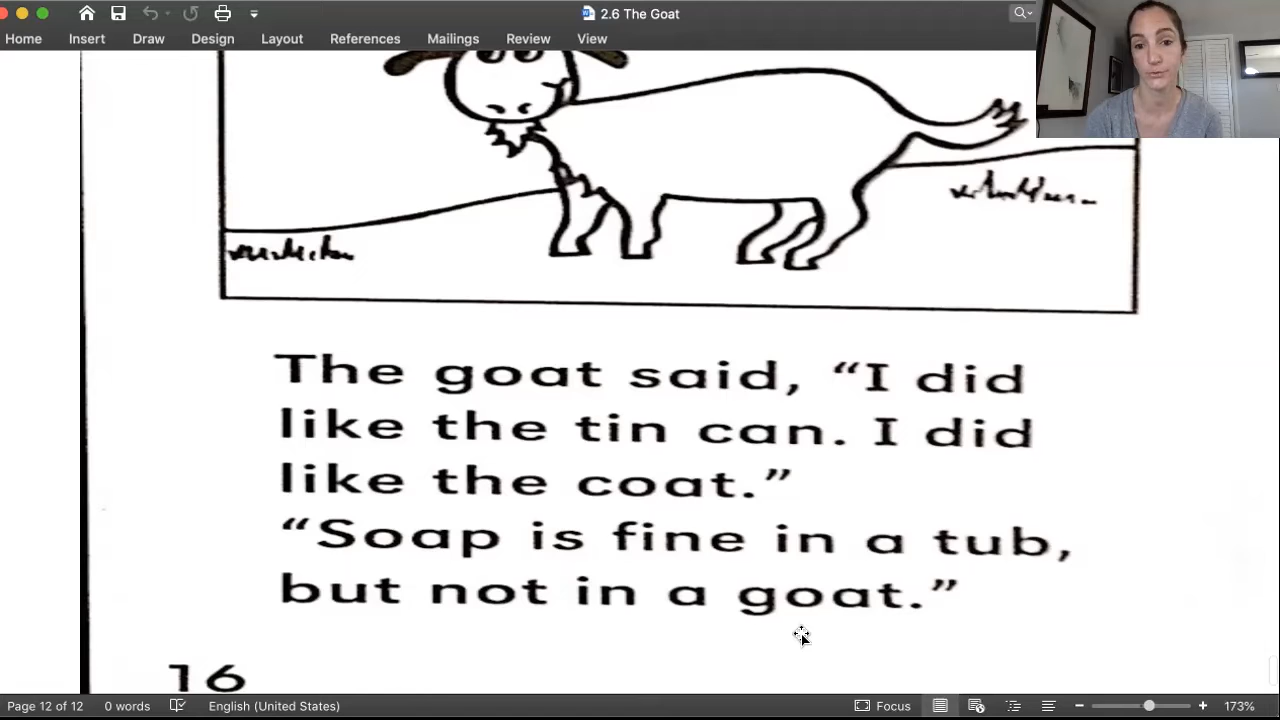 2.6 The Goat
Home Insert Draw Design Layout References Mailings Review View
The goat said, “I did
like the tin can. I did
like the coat.”
“Soap is fine in a tub,
but not in a goat.”
16
Page 12 of 12 0 words English (United States) Focus 173%